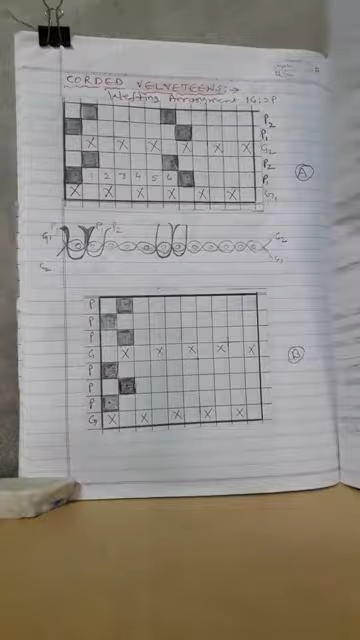 CORDED VELVETEENS :→
Wefting Arrangement 1G:2P
P2
P1
X X X X X X G2
P2
1 2 3 4 5 6 P1
X X X X X X G1
A
G1 P1 P2 G2
G2 G1
P
P
P
G X X X X X
B
P
P
P
G X X X X X